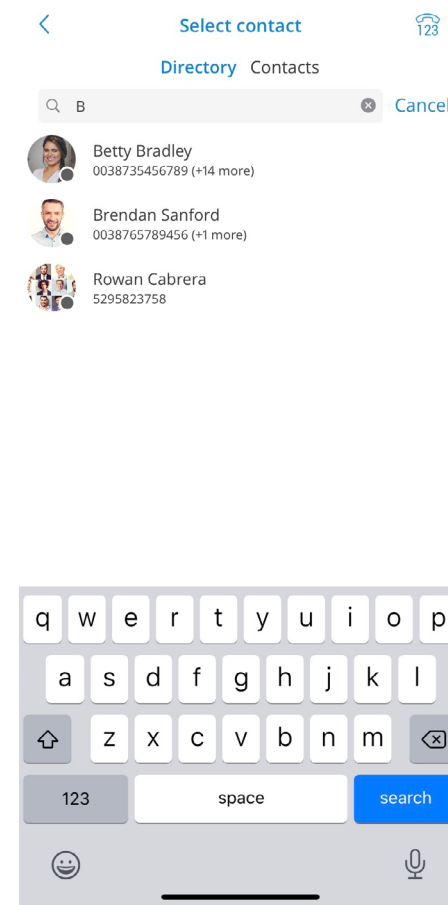 Select contact
123
Directory Contacts
B
Cancel
Betty Bradley
0038735456789 (+14 more)
Brendan Sanford
0038765789456 (+1 more)
Rowan Cabrera
5295823758
q w e r t y u i o p
a s d f g h j k l
z x c v b n m
123 space search